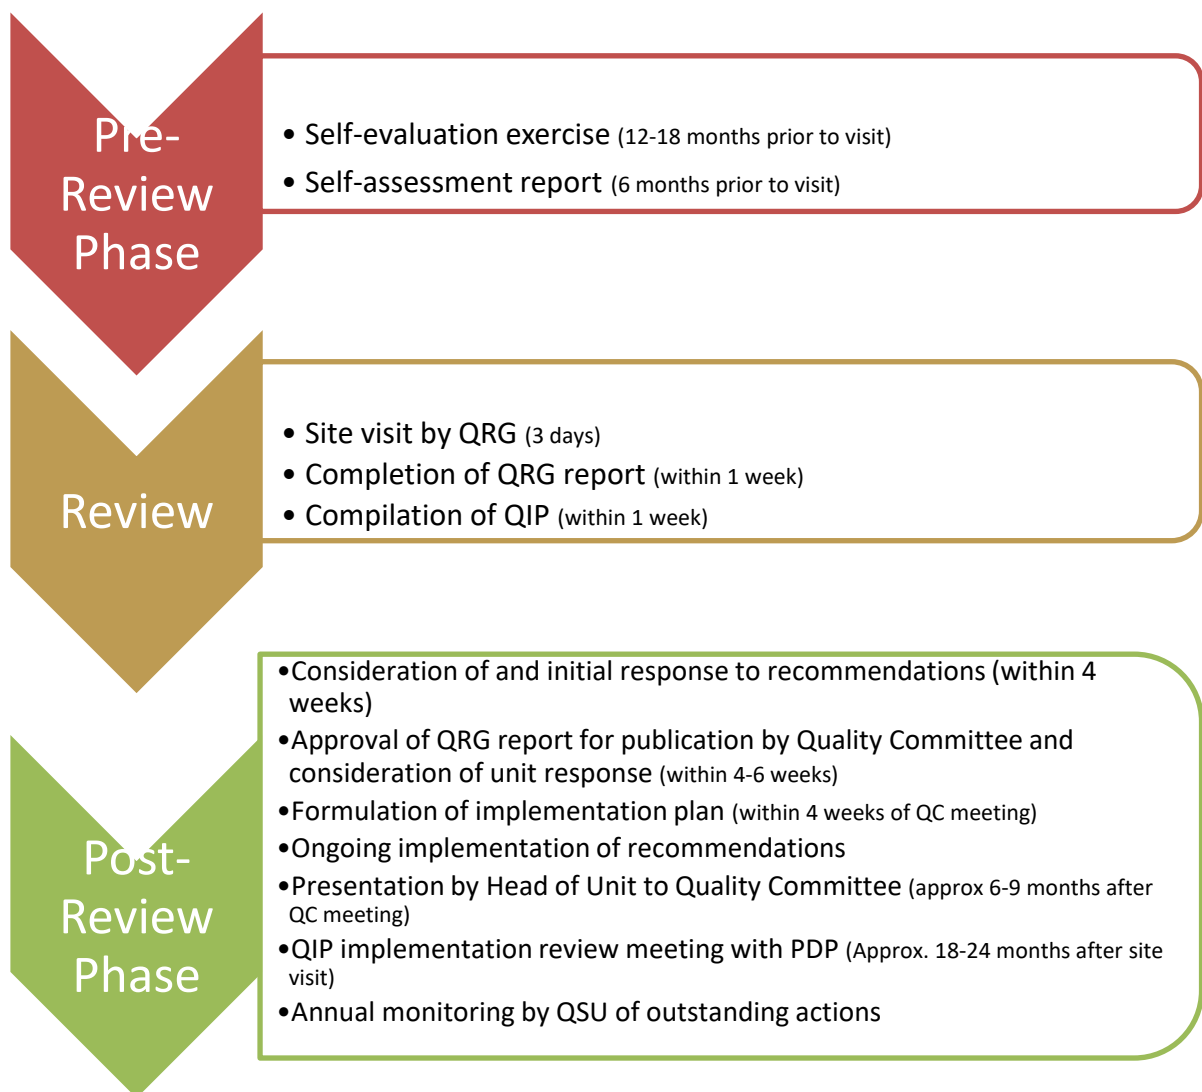 Pre-
Review
Phase
• Self-evaluation exercise (12-18 months prior to visit)
• Self-assessment report (6 months prior to visit)
Review
• Site visit by QRG (3 days)
• Completion of QRG report (within 1 week)
• Compilation of QIP (within 1 week)
Post-
Review
Phase
•Consideration of and initial response to recommendations (within 4
weeks)
•Approval of QRG report for publication by Quality Committee and
consideration of unit response (within 4-6 weeks)
•Formulation of implementation plan (within 4 weeks of QC meeting)
•Ongoing implementation of recommendations
•Presentation by Head of Unit to Quality Committee (approx 6-9 months after
QC meeting)
•QIP implementation review meeting with PDP (Approx. 18-24 months after site
visit)
•Annual monitoring by QSU of outstanding actions